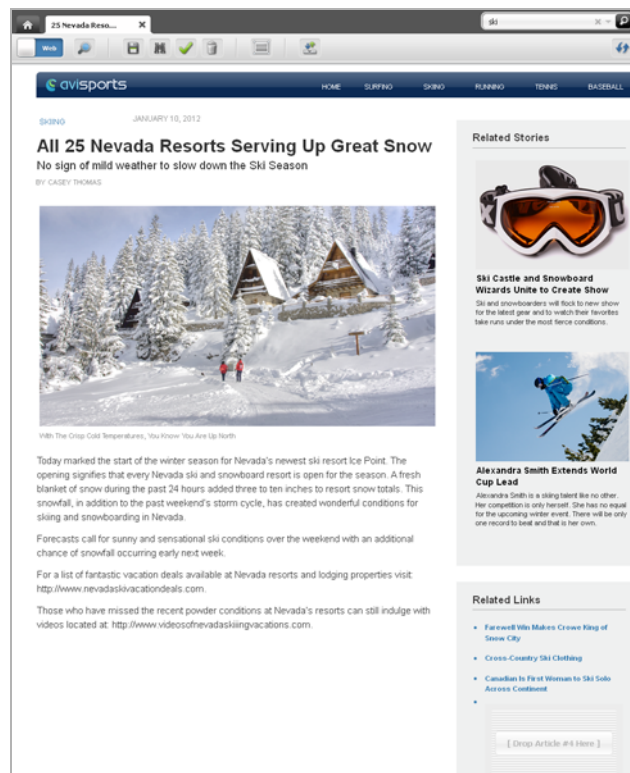 25 Nevada Reso...
ski
Web
avisports
HOME
SURFING
SKIING
RUNNING
TENNIS
BASEBALL
SKIING
JANUARY 10, 2012
All 25 Nevada Resorts Serving Up Great Snow
No sign of mild weather to slow down the Ski Season
BY CASEY THOMAS
With The Crisp Cold Temperatures, You Know You Are Up North
Today marked the start of the winter season for Nevada's newest ski resort Ice Point. The
opening signifies that every Nevada ski and snowboard resort is open for the season. A fresh
blanket of snow during the past 24 hours added three to ten inches to resort snow totals. This
snowfall, in addition to the past weekend's storm cycle, has created wonderful conditions for
skiing and snowboarding in Nevada.
Forecasts call for sunny and sensational ski conditions over the weekend with an additional
chance of snowfall occurring early next week.
For a list of fantastic vacation deals available at Nevada resorts and lodging properties visit:
http://www.nevadaskivacationdeals.com.
Those who have missed the recent powder conditions at Nevada's resorts can still indulge with
videos located at: http://www.videosofnevadaskiiingvacations.com.
Related Stories
Ski Castle and Snowboard
Wizards Unite to Create Show
Ski and snowboarders will flock to new show
for the latest gear and to watch their favorites
take runs under the most fierce conditions.
Alexandra Smith Extends World
Cup Lead
Alexandra Smith is a skiing talent like no other.
Her competition is only herself. She has no equal
for the upcoming winter event. There will be only
one record to beat and that is her own.
Related Links
Farewell Win Makes Crowe King of
Snow City
Cross-Country Ski Clothing
Canadian Is First Woman to Ski Solo
Across Continent
[ Drop Article #4 Here ]